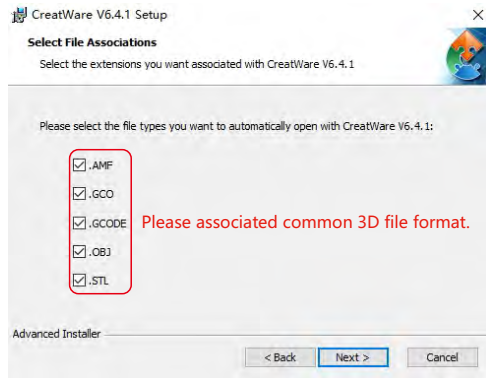 CreatWare V6.4.1 Setup
Select File Associations
Select the extensions you want associated with CreatWare V6.4.1
Please select the file types you want to automatically open with CreatWare V6.4.1:
.AMF
.GCO
.GCODE
Please associated common 3D file format.
.OBJ
.STL
Advanced Installer
< Back
Next >
Cancel